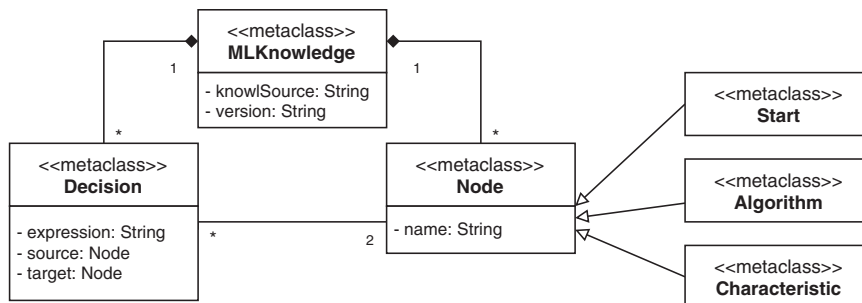 <<metaclass>>
MLKnowledge
- knowlSource: String
- version: String
1
1
*
*
<<metaclass>>
Decision
- expression: String
- source: Node
- target: Node
*
2
<<metaclass>>
Node
- name: String
<<metaclass>>
Start
<<metaclass>>
Algorithm
<<metaclass>>
Characteristic